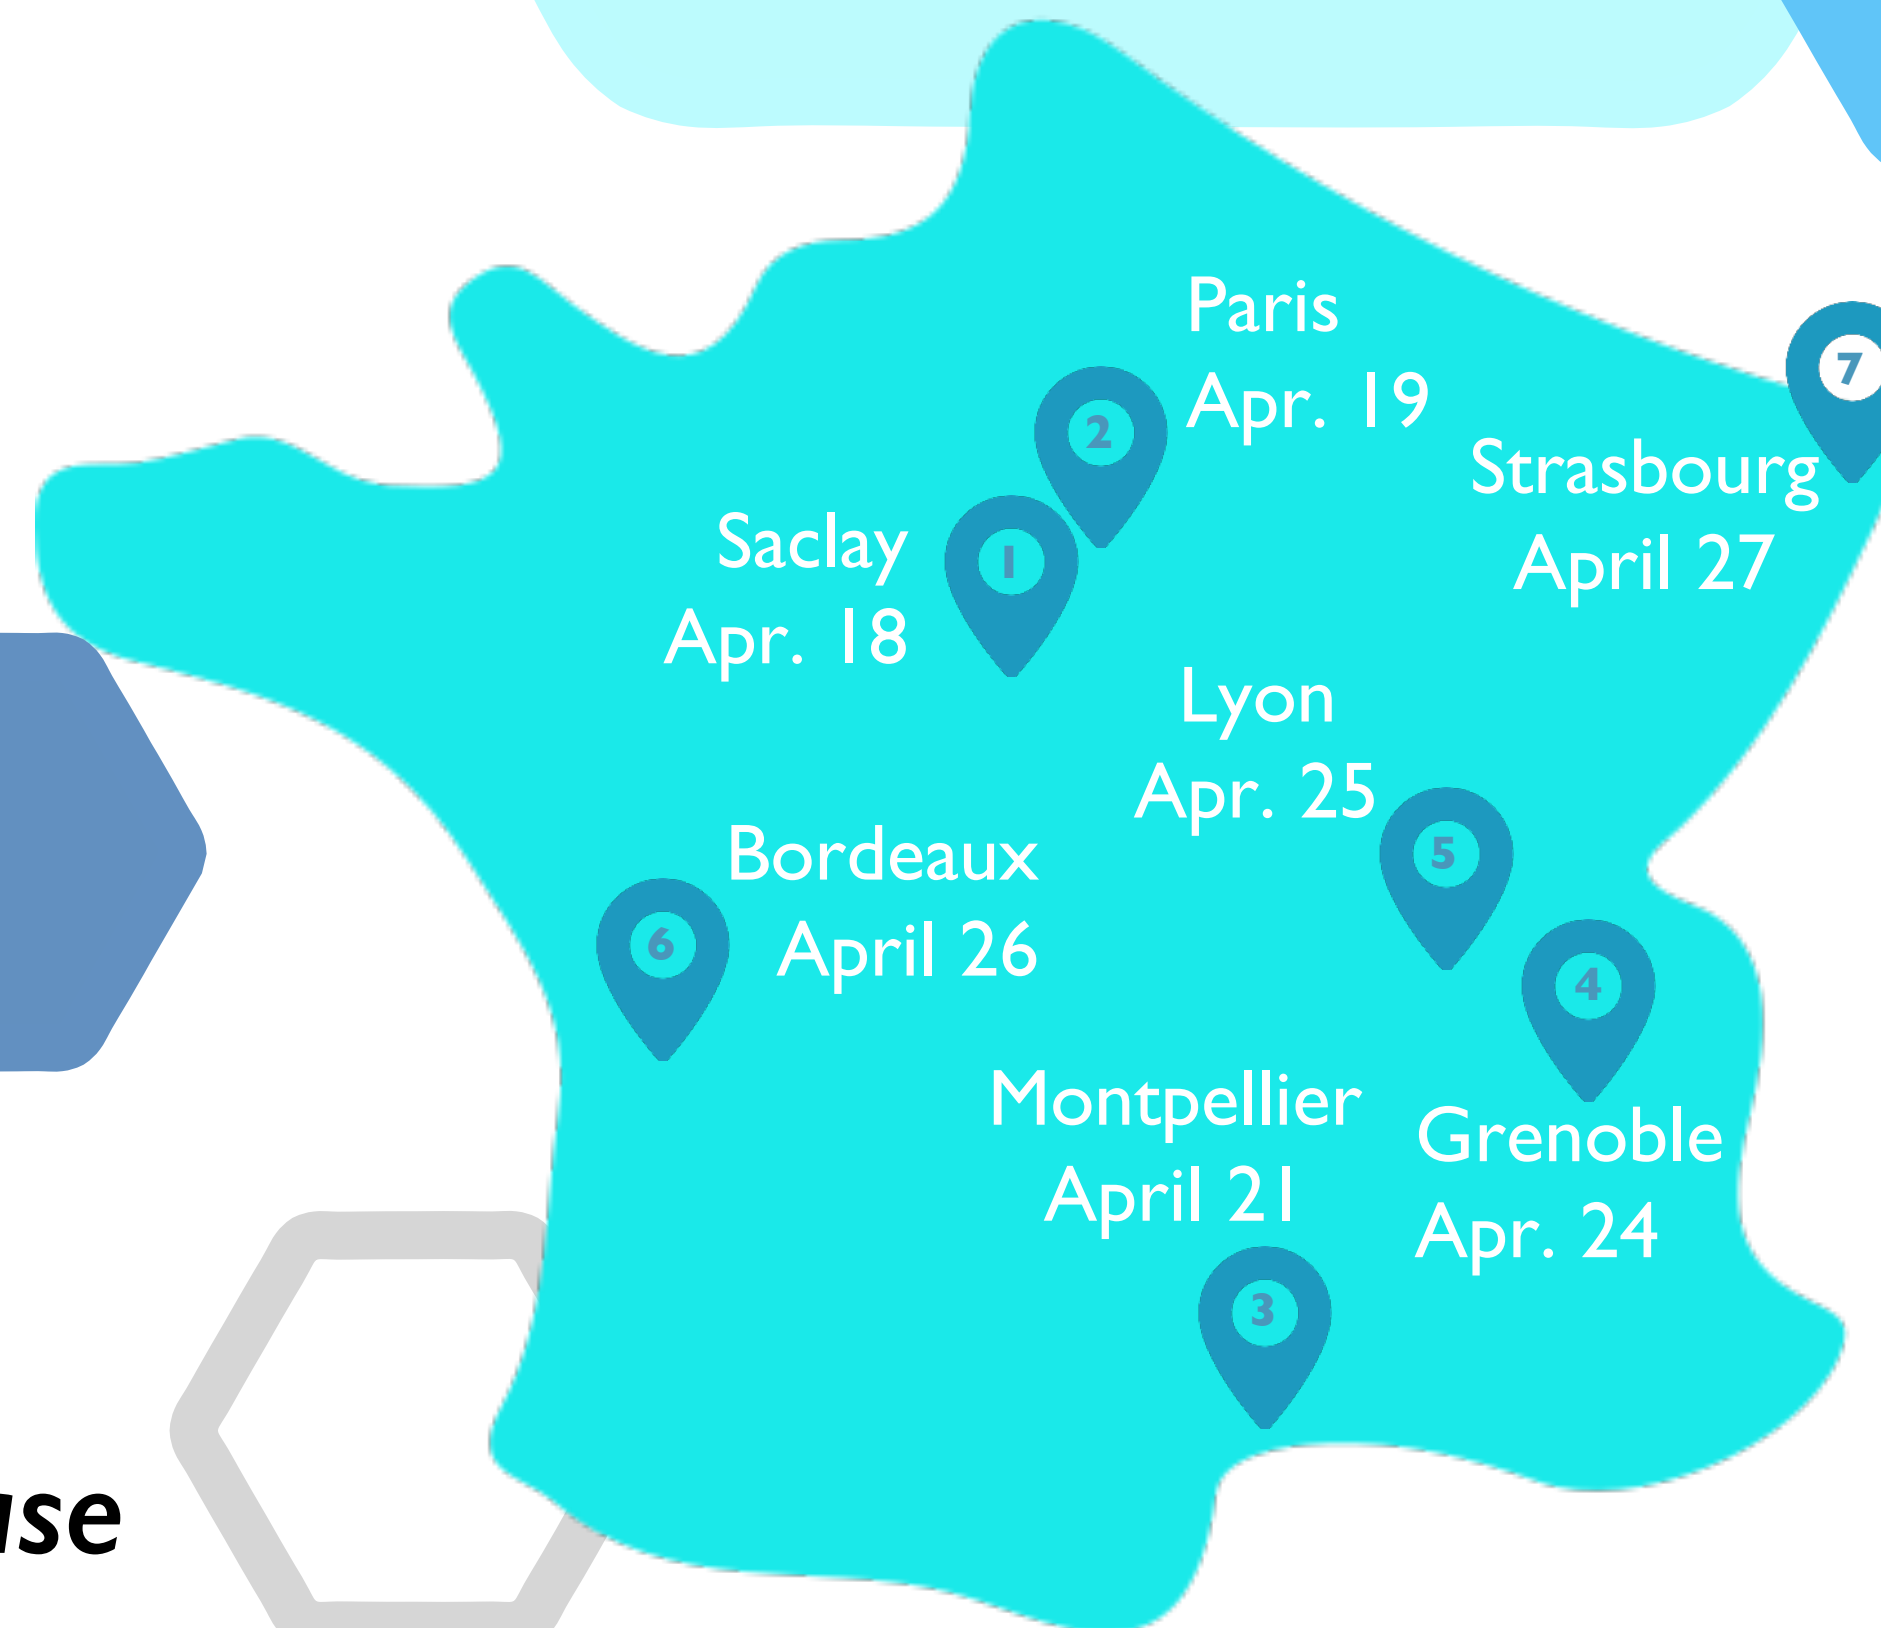 Paris
Apr. 19
2
7
Strasbourg
April 27
Saclay
Apr. 18
1
Lyon
Apr. 25
5
Bordeaux
April 26
6
4
Montpellier
April 21
Grenoble
Apr. 24
3